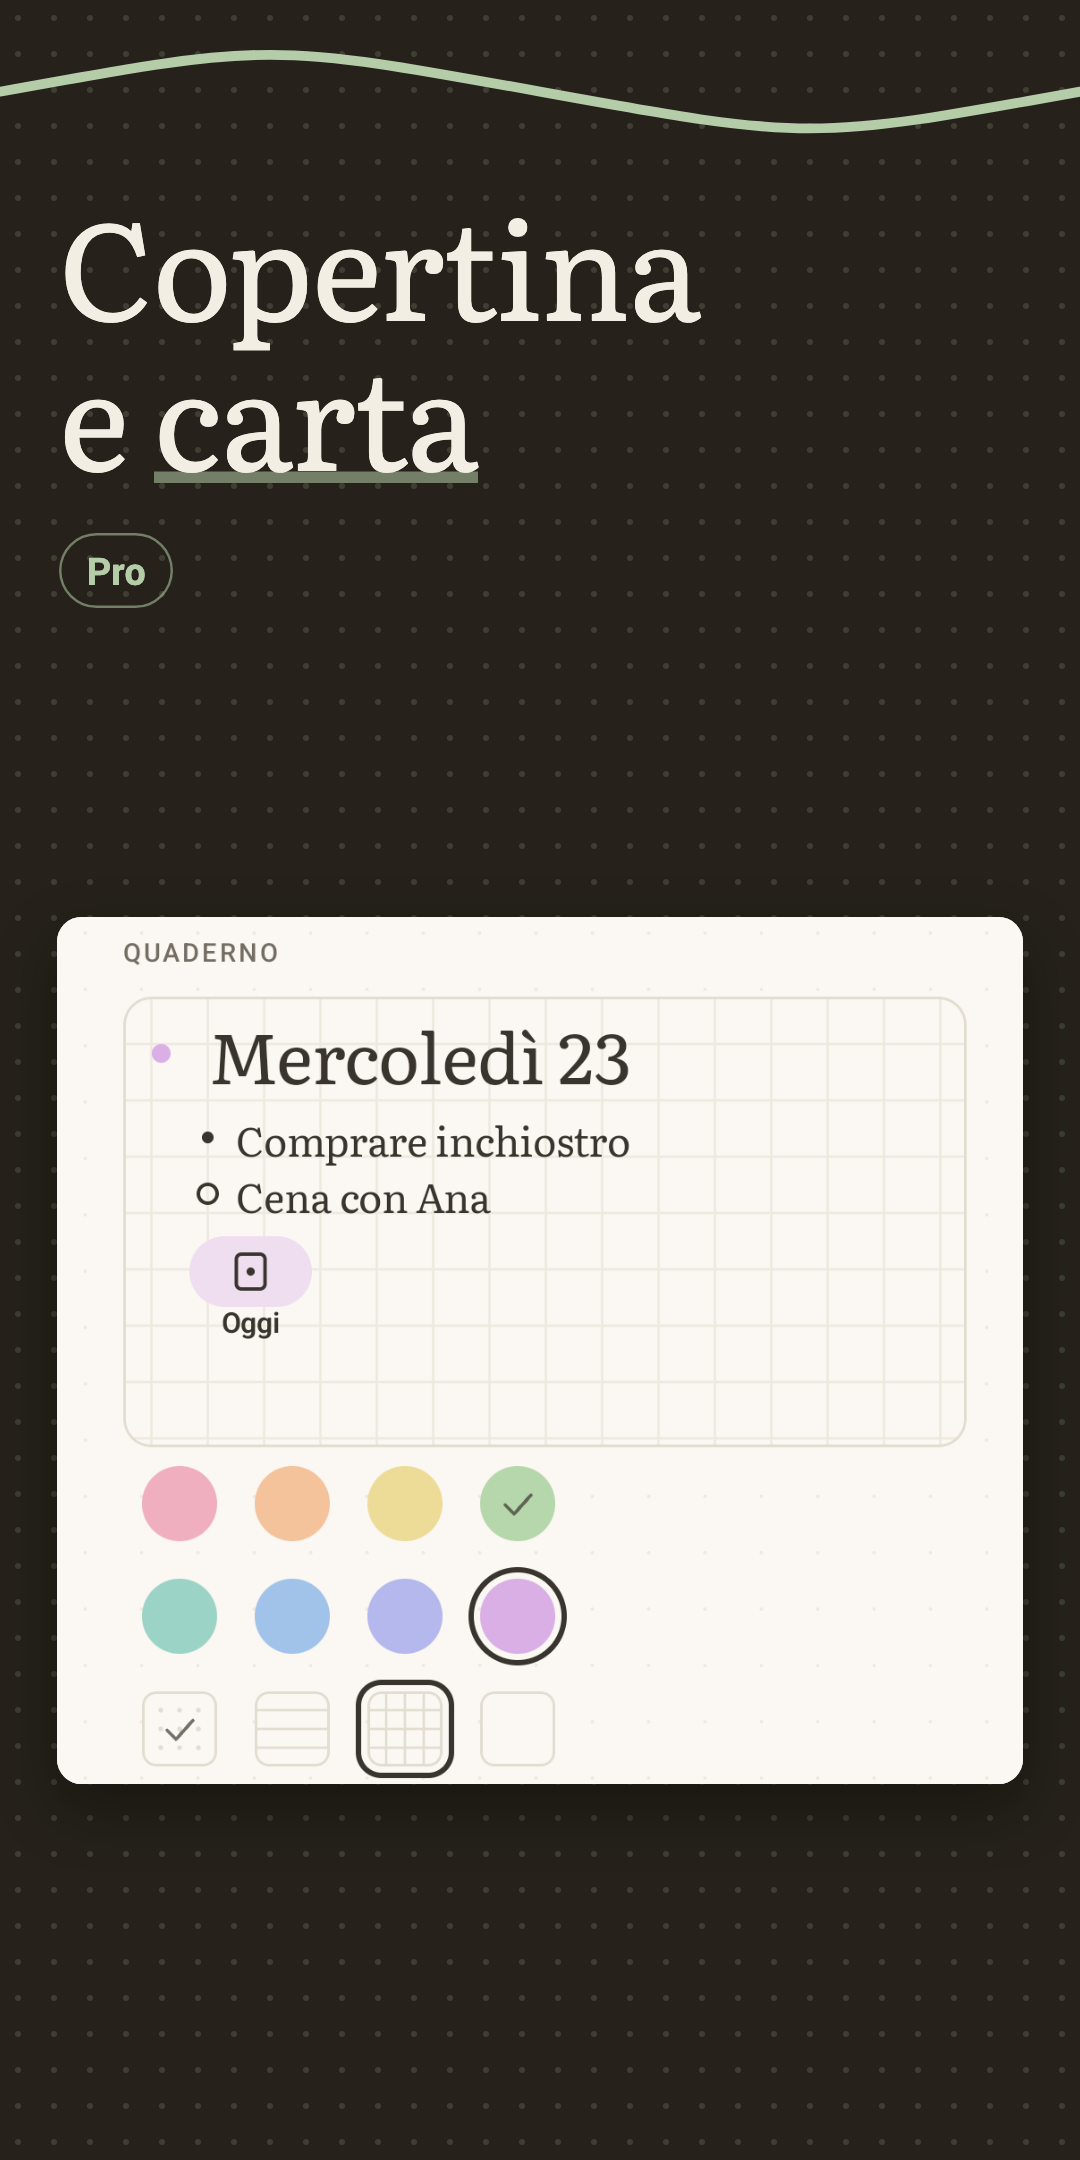 Copertina
e carta
Pro
QUADERNO
Mercoledì 23
Comprare inchiostro
Cena con Ana
Oggi